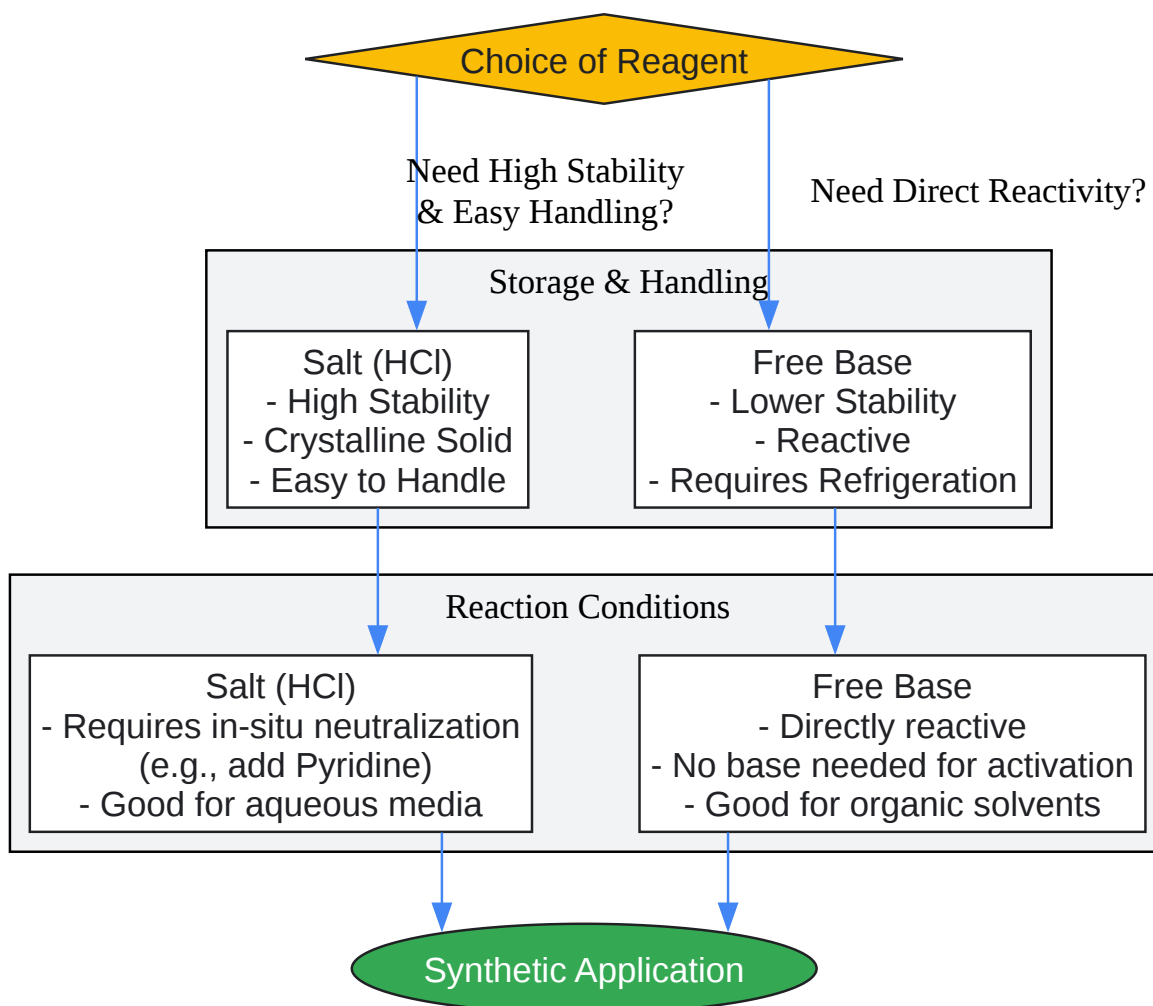 Choice of Reagent
Need High Stability
& Easy Handling?
Need Direct Reactivity?
Storage & Handling
Salt (HCl)
- High Stability
- Crystalline Solid
- Easy to Handle
Free Base
- Lower Stability
- Reactive
- Requires Refrigeration
Reaction Conditions
Salt (HCl)
- Requires in-situ neutralization
(e.g., add Pyridine)
- Good for aqueous media
Free Base
- Directly reactive
- No base needed for activation
- Good for organic solvents
Synthetic Application